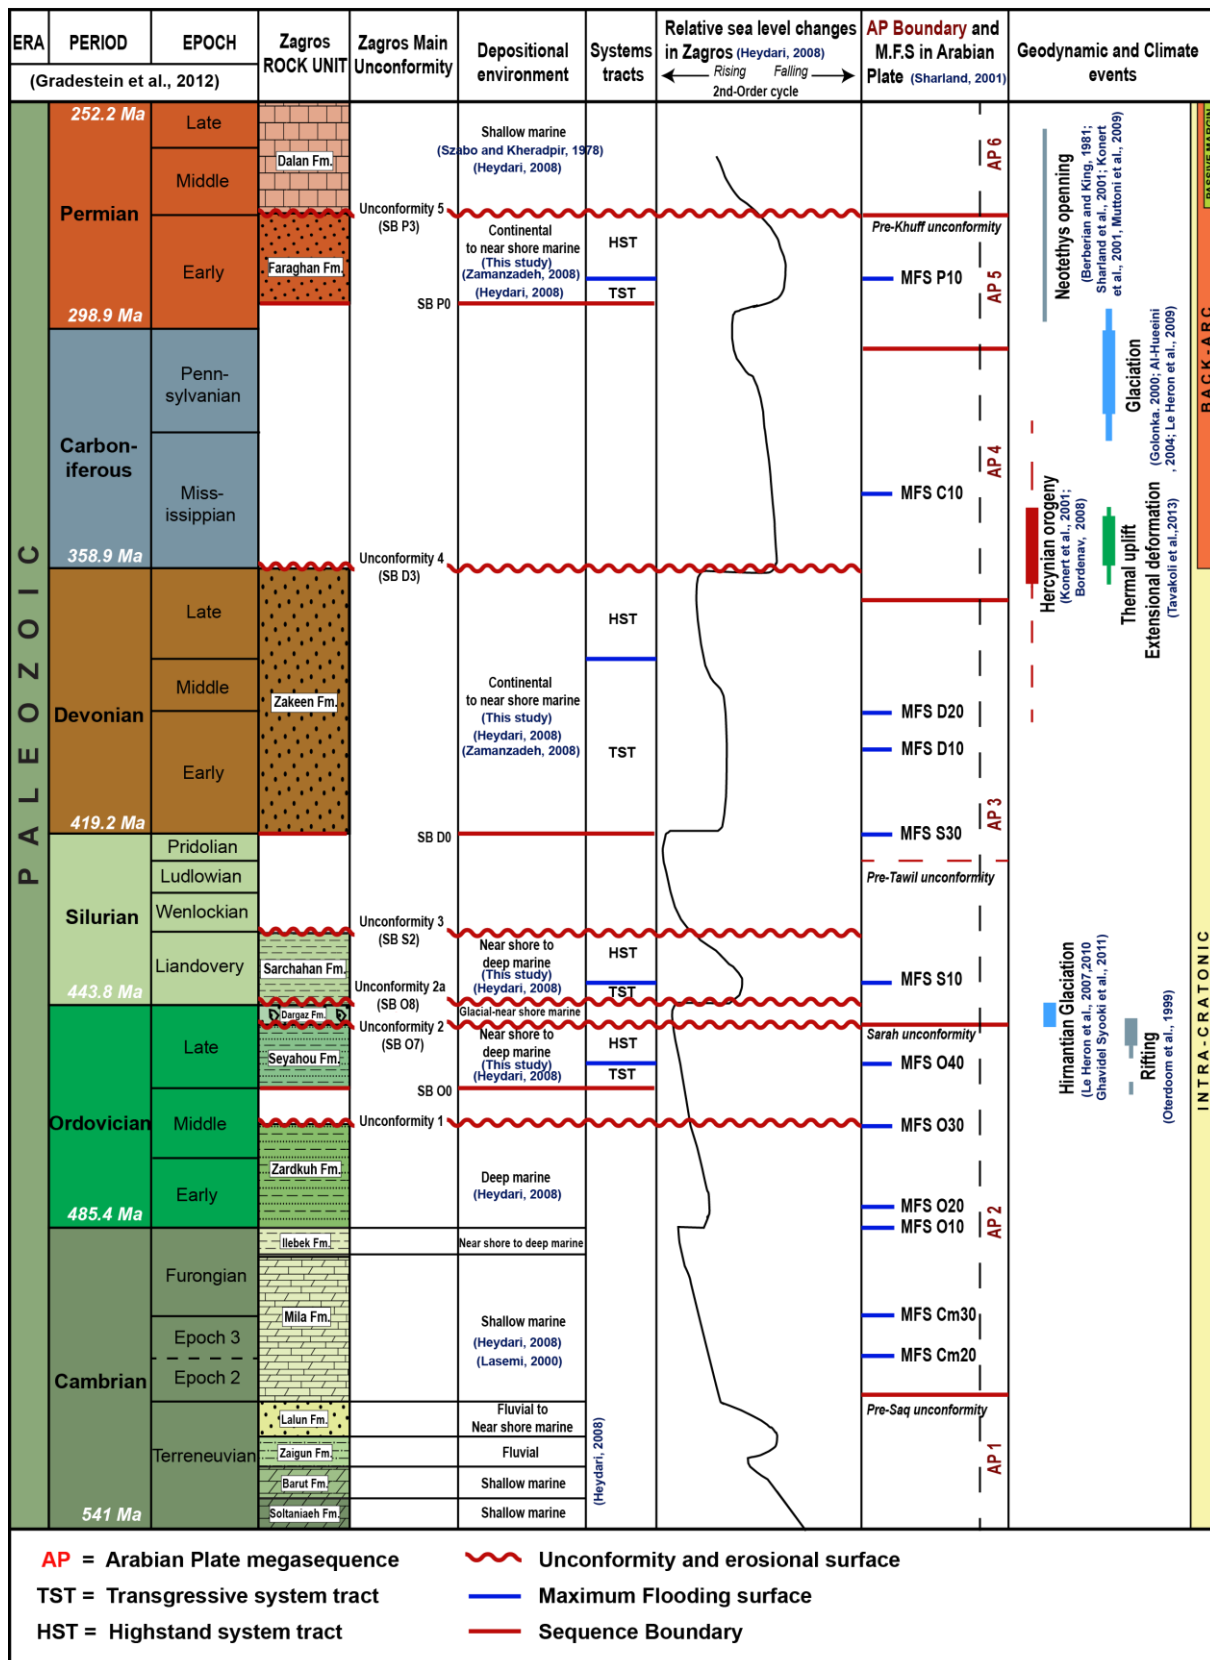 ERA
PERIOD
EPOCH
(Gradestein et al., 2012)
Zagros
ROCK UNIT
Zagros Main
Unconformity
Depositional
environment
Systems
tracts
Relative sea level changes
in Zagros (Heydari, 2008)
Rising Falling
2nd-Order cycle
AP Boundary and
M.F.S in Arabian
Plate (Sharland, 2001)
Geodynamic and Climate
events
PALEOZOIC
252.2 Ma
Permian
298.9 Ma
Late
Middle
Early
Dalan Fm.
Faraghan Fm.
Unconformity 5
(SB P3)
SB P0
Shallow marine
(Szabo and Kheradpir, 1978)
(Heydari, 2008)
Continental
to near shore marine
(This study)
(Zamanzadeh, 2008)
(Heydari, 2008)
HST
TST
Pre-Khuff unconformity
MFS P10
AP 6
AP 5
Neotethys openning
(Berberian and King, 1981;
Sharland et al., 2001; Konert
et al., 2001, Muttoni et al., 2009)
PASSIVE MARGIN
BACK-ARC
Glaciation
(Golonka. 2000; Al-Hueeini
, 2004; Le Heron et al., 2009)
Carbon-
iferous
358.9 Ma
Penn-
sylvanian
Miss-
issippian
Unconformity 4
(SB D3)
MFS C10
AP 4
Hercynian orogeny
(Konert et al., 2001;
Bordenav, 2008)
Thermal uplift
Extensional deformation
(Tavakoli et al.,2013)
Devonian
419.2 Ma
Late
Middle
Early
Zakeen Fm.
SB D0
Continental
to near shore marine
(This study)
(Heydari, 2008)
(Zamanzadeh, 2008)
HST
TST
MFS D20
MFS D10
MFS S30
AP 3
Pre-Tawil unconformity
Silurian
443.8 Ma
Pridolian
Ludlowian
Wenlockian
Liandovery
Sarchahan Fm.
Unconformity 3
(SB S2)
Unconformity 2a
(SB O8)
Near shore to
deep marine
(This study)
(Heydari, 2008)
HST
TST
MFS S10
Ordovician
485.4 Ma
Late
Middle
Early
Dargaz Fm.
Seyahou Fm.
Zardkuh Fm.
Unconformity 2
(SB O7)
SB O0
Unconformity 1
Glacial-near shore marine
Near shore to
deep marine
(This study)
(Heydari, 2008)
HST
TST
Deep marine
(Heydari, 2008)
Sarah unconformity
MFS O40
MFS O30
MFS O20
MFS O10
AP 2
Hirnantian Glaciation
(Le Heron et al., 2007,2010
Ghavidel Syooki et al., 2011)
Rifting
(Oterdoom et al., 1999)
INTRA-CRATONIC
Cambrian
541 Ma
Furongian
Epoch 3
Epoch 2
Terreneuvian
Ilebek Fm.
Mila Fm.
Lalun Fm.
Zaigun Fm.
Barut Fm.
Soltaniaeh Fm.
Near shore to deep marine
Shallow marine
(Heydari, 2008)
(Lasemi, 2000)
Fluvial to
Near shore marine
Fluvial
Shallow marine
Shallow marine
(Heydari, 2008)
MFS Cm30
MFS Cm20
Pre-Saq unconformity
AP 1
AP = Arabian Plate megasequence
TST = Transgressive system tract
HST = Highstand system tract
Unconformity and erosional surface
Maximum Flooding surface
Sequence Boundary